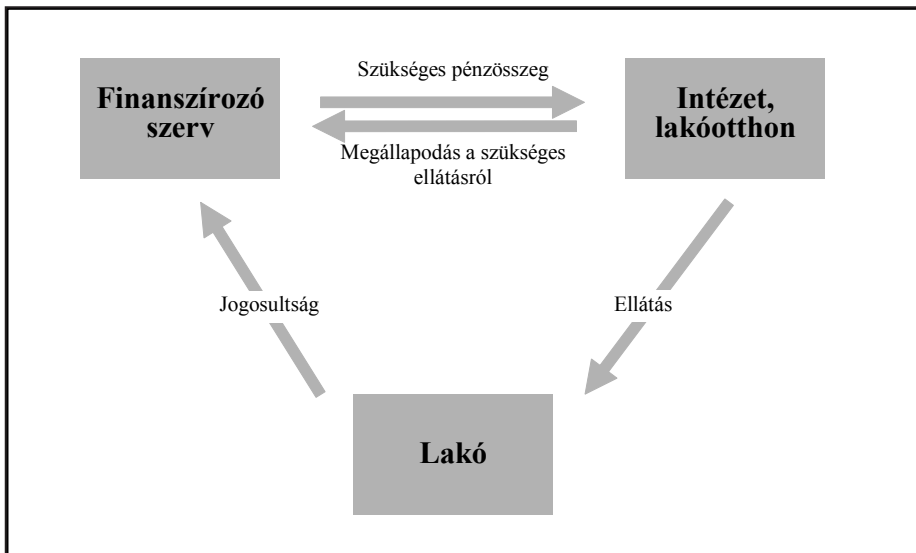 Szükséges pénzösszeg
Finanszírozó
szerv
Intézet,
lakóotthon
Megállapodás a szükséges
ellátásról
Jogosultság
Ellátás
Lakó